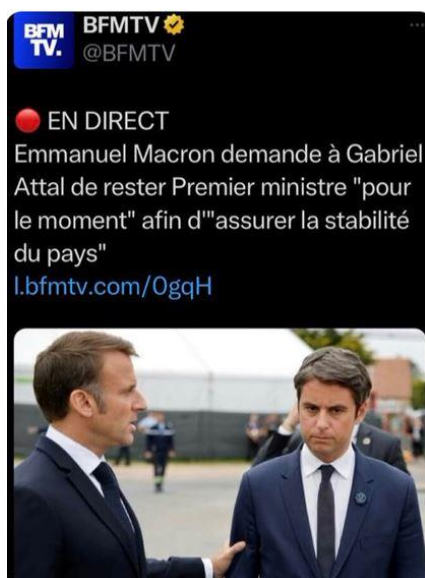 BFM
TV.
BFMTV
@BFMTV
EN DIRECT
Emmanuel Macron demande à Gabriel
Attal de rester Premier ministre "pour
le moment" afin d'"assurer la stabilité
du pays"
l.bfmtv.com/0gqH